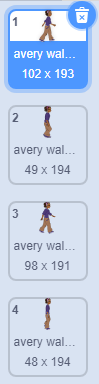 1
avery wal...
102 x 193
2
avery wal...
49 x 194
3
avery wal...
98 x 191
4
avery wal...
48 x 194